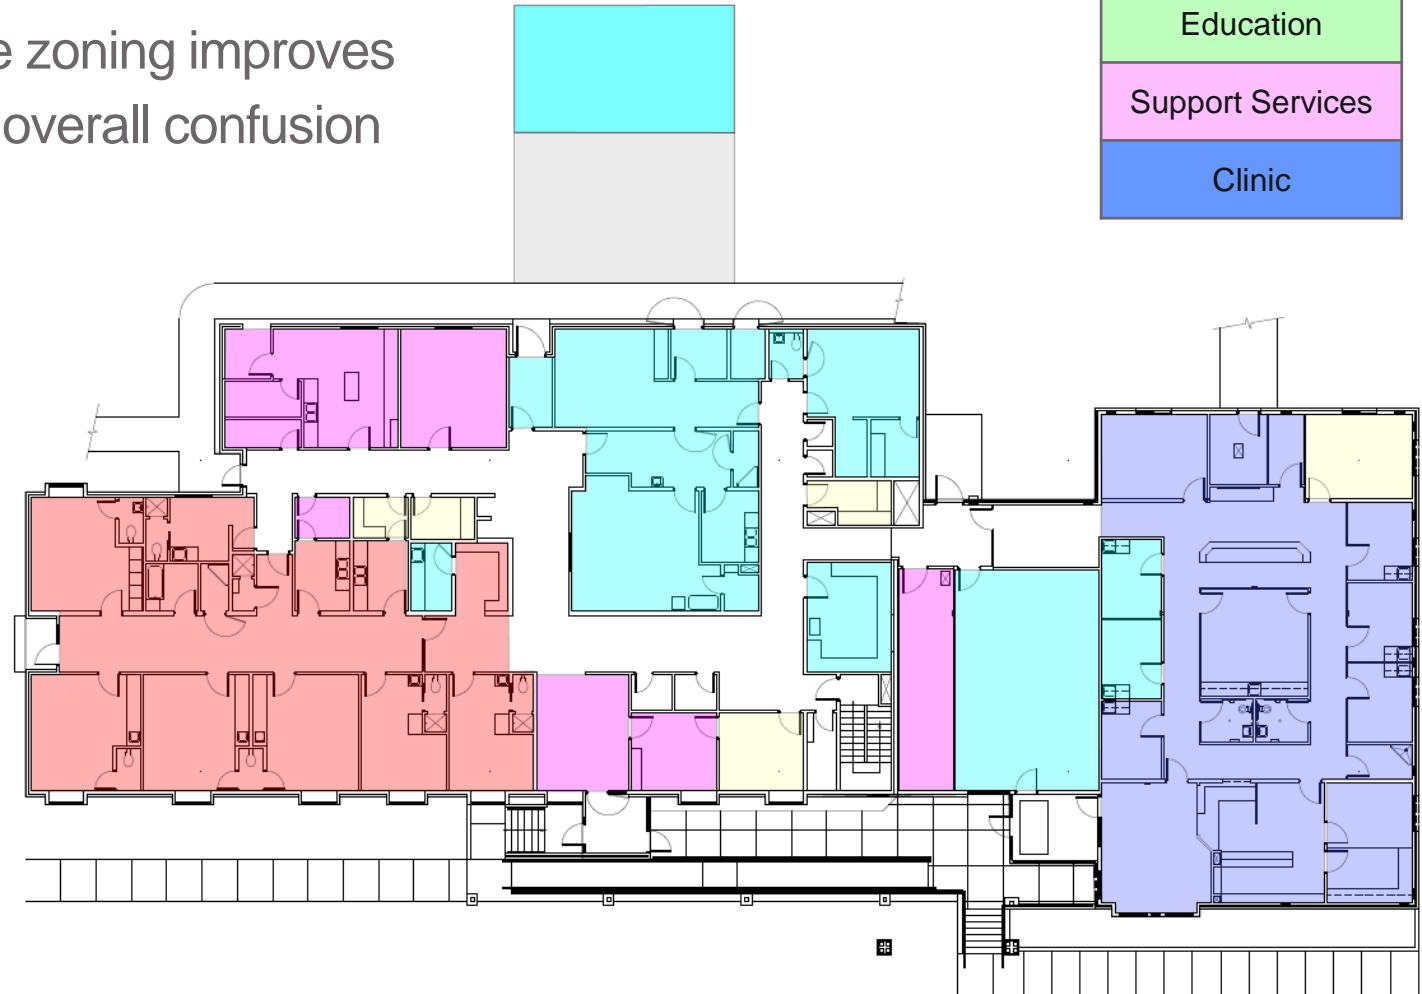 e zoning improves
overall confusion
Education
Support Services
Clinic